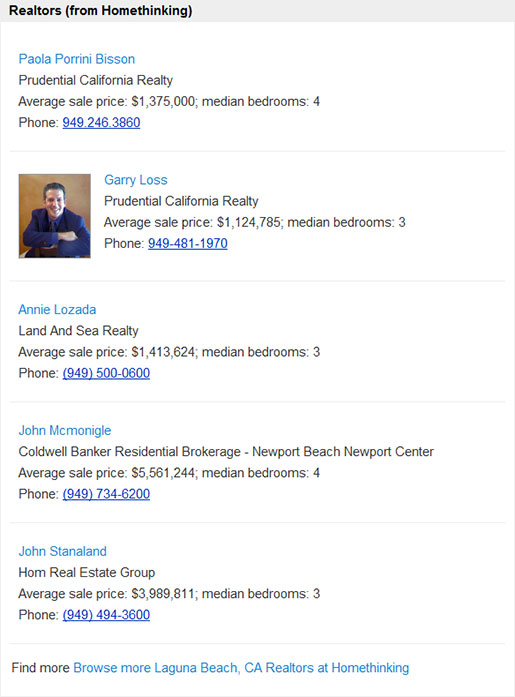 Realtors (from Homethinking)
Paola Porrini Bisson
Prudential California Realty
Average sale price: $1,375,000; median bedrooms: 4
Phone: 949.246.3860
Garry Loss
Prudential California Realty
Average sale price: $1,124,785; median bedrooms: 3
Phone: 949-481-1970
Annie Lozada
Land And Sea Realty
Average sale price: $1,413,624; median bedrooms: 3
Phone: (949) 500-0600
John Mcmonigle
Coldwell Banker Residential Brokerage - Newport Beach Newport Center
Average sale price: $5,561,244; median bedrooms: 4
Phone: (949) 734-6200
John Stanaland
Hom Real Estate Group
Average sale price: $3,989,811; median bedrooms: 3
Phone: (949) 494-3600
Find more Browse more Laguna Beach, CA Realtors at Homethinking